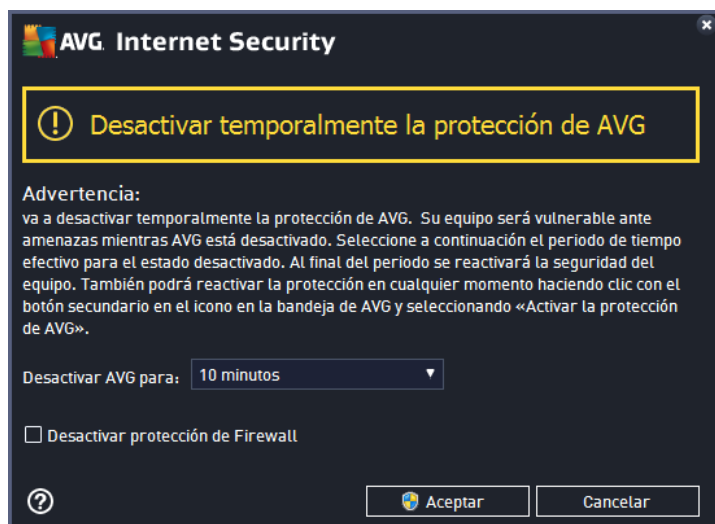 AVG. Internet Security
Desactivar temporalmente la protección de AVG
Advertencia:
va a desactivar temporalmente la protección de AVG. Su equipo será vulnerable ante
amenazas mientras AVG está desactivado. Seleccione a continuación el periodo de tiempo
efectivo para el estado desactivado. Al final del periodo se reactivará la seguridad del
equipo. También podrá reactivar la protección en cualquier momento haciendo clic con el
botón secundario en el icono en la bandeja de AVG y seleccionando «Activar la protección
de AVG».
Desactivar AVG para: 10 minutos
Desactivar protección de Firewall
Aceptar Cancelar